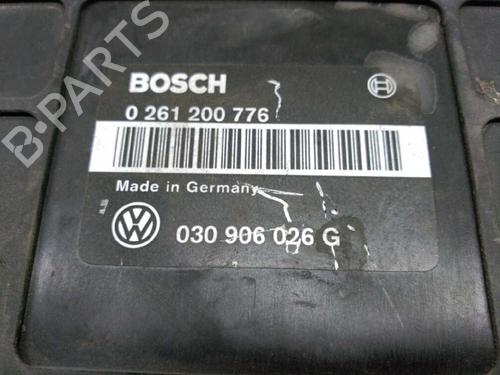 B-PARTS
BOSCH
0 261 200 776
Made in Germany
030 906 026 G